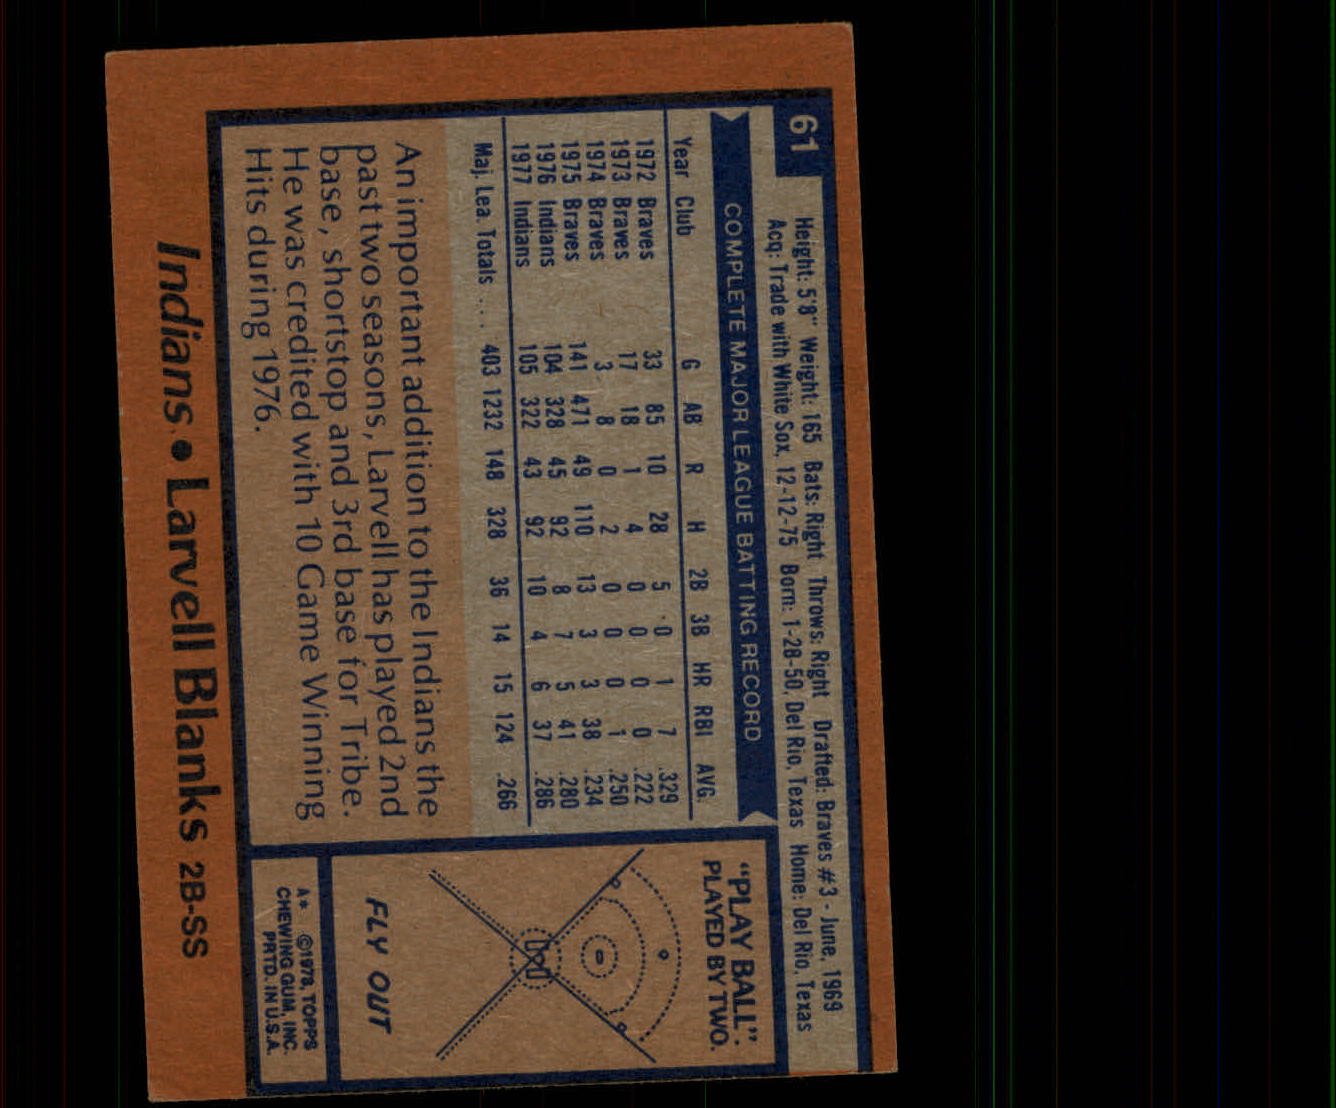 61
Height: 5'8" Weight: 165 Bats: Right Throws: Right Drafted: Braves #3 - June, 1969
Acq: Trade with White Sox, 12-12-75 Born: 1-28-50, Del Rio, Texas Home: Del Rio, Texas
COMPLETE MAJOR LEAGUE BATTING RECORD
Year Club G AB R H 2B 3B HR RBI AVG.
1972 Braves 33 85 10 28 5 0 1 7 .329
1973 Braves 17 18 1 4 0 0 0 0 .222
1974 Braves 3 8 0 2 0 0 0 1 .250
1975 Braves 141 471 49 110 13 3 3 38 .234
1976 Indians 104 328 45 92 8 7 5 41 .280
1977 Indians 105 322 43 92 10 4 6 37 .286
Maj. Lea. Totals .... 403 1232 148 328 36 14 15 124 .266
An important addition to the Indians the
past two seasons, Larvell has played 2nd
base, shortstop and 3rd base for Tribe.
He was credited with 10 Game Winning
Hits during 1976.
"PLAY BALL".
PLAYED BY TWO.
FLY OUT
A* ©1978, TOPPS
CHEWING GUM, INC.
PRTD. IN U.S.A.
Indians • Larvell Blanks 2B-SS